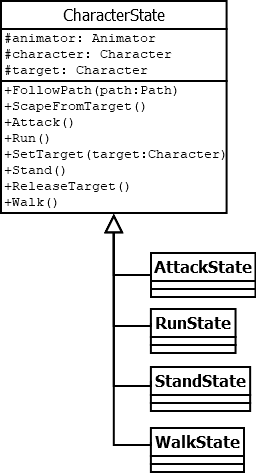 CharacterState
#animator: Animator
#character: Character
#target: Character
+FollowPath(path:Path)
+ScapeFromTarget()
+Attack()
+Run()
+SetTarget(target:Character)
+Stand()
+ReleaseTarget()
+Walk()
AttackState
RunState
StandState
WalkState